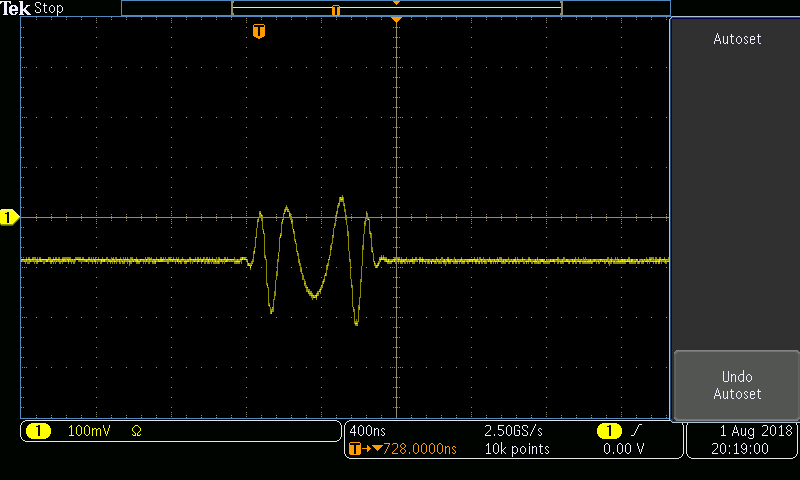 Tek Stop
T
T
Autoset
1
Undo
Autoset
1 100mV Ω
400ns 2.50GS/s 1
T→▼728.0000ns 10k points 0.00 V
1 Aug 2018
20:19:00